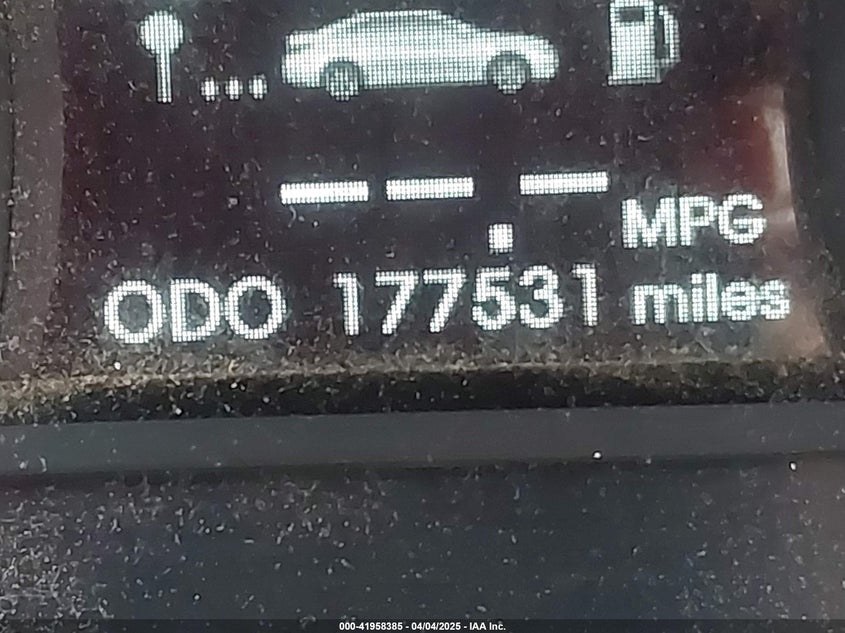 --.- MPG
ODO 177531 miles
000-41958385 - 04/04/2025 - IAA Inc.